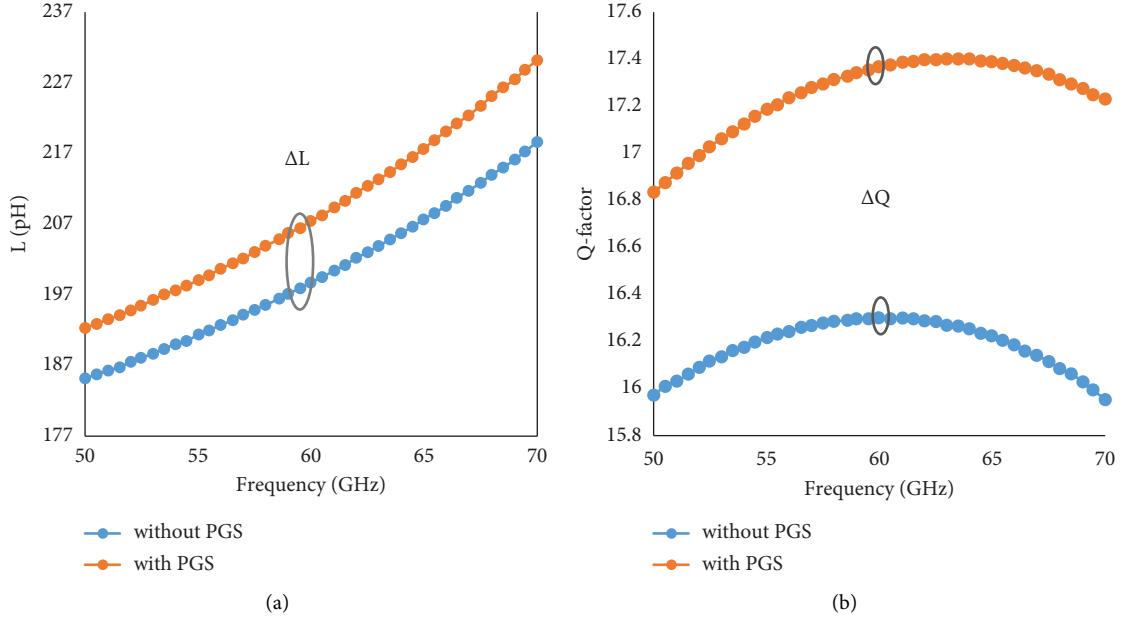 L (pH)
237
227
217
207
197
187
177
ΔL
50 55 60 65 70
Frequency (GHz)
without PGS
with PGS
(a)
Q-factor
17.6
17.4
17.2
17
16.8
16.6
16.4
16.2
16
15.8
ΔQ
50 55 60 65 70
Frequency (GHz)
without PGS
with PGS
(b)